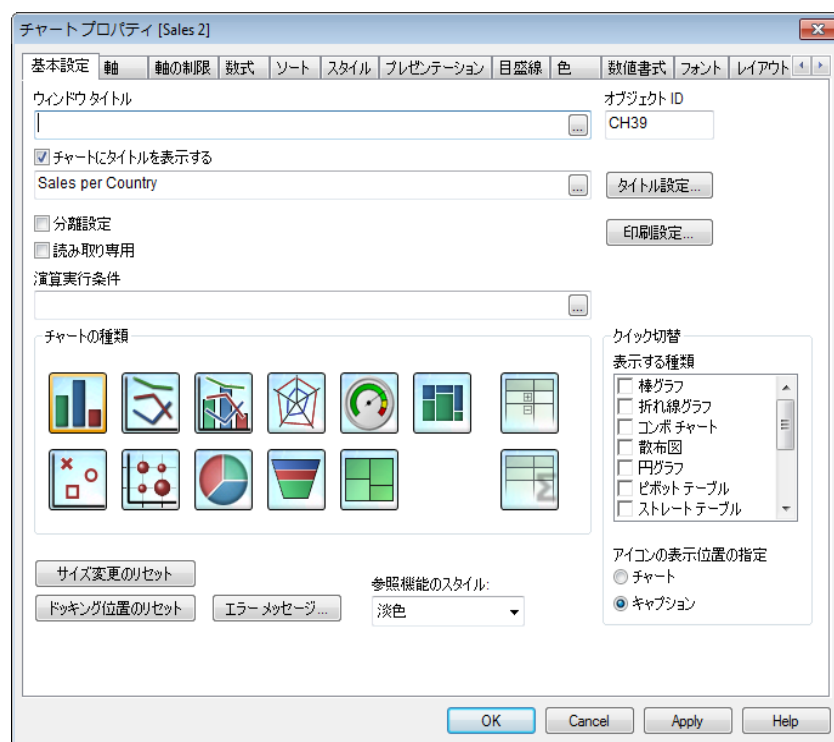 チャート プロパティ [Sales 2]
基本設定 軸 軸の制限 数式 ソート スタイル プレゼンテーション 目盛線 色 数値書式 フォント レイアウト
ウィンドウ タイトル
オブジェクト ID
...
CH39
チャートにタイトルを表示する
Sales per Country
...
タイトル設定...
分離設定
印刷設定...
読み取り専用
演算実行条件
...
チャートの種類
クイック切替
表示する種類
棒グラフ
折れ線グラフ
コンボ チャート
散布図
円グラフ
ピボット テーブル
ストレート テーブル
アイコンの表示位置の指定
チャート
キャプション
サイズ変更のリセット
参照機能のスタイル:
ドッキング位置のリセット
エラー メッセージ...
淡色
OK
Cancel
Apply
Help